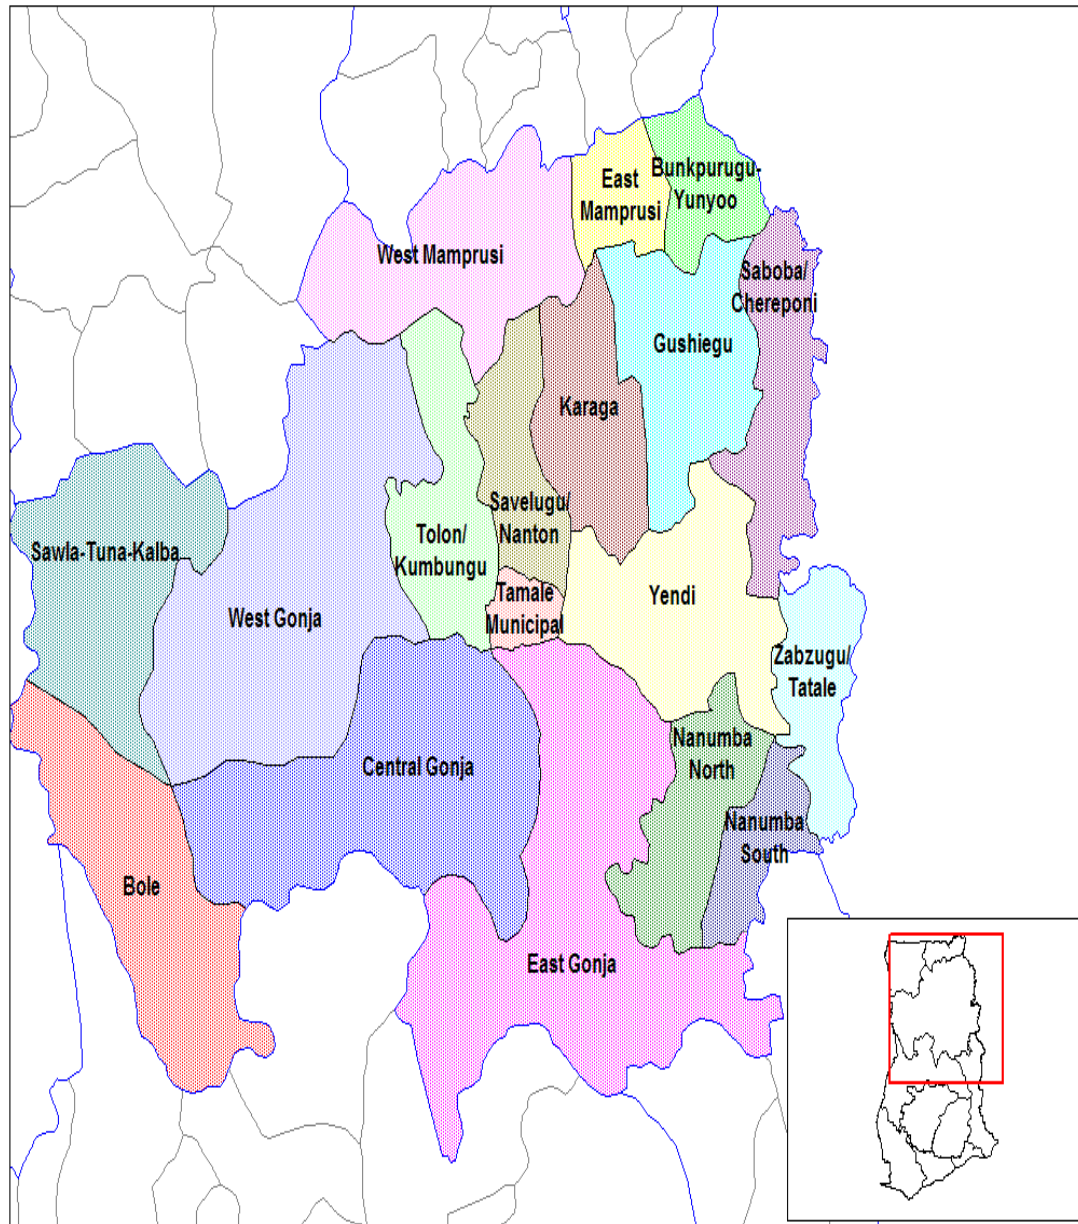 Bunkpurugu-
Yunyoo
East
Mamprusi
West Mamprusi
Saboba/
Chereponi
Gushiegu
Karaga
Savelugu/
Nanton
Tolon/
Kumbungu
Sawla-Tuna-Kalba
Tamale
Municipal
Yendi
West Gonja
Zabzugu/
Tatale
Nanumba
North
Central Gonja
Nanumba
South
Bole
East Gonja